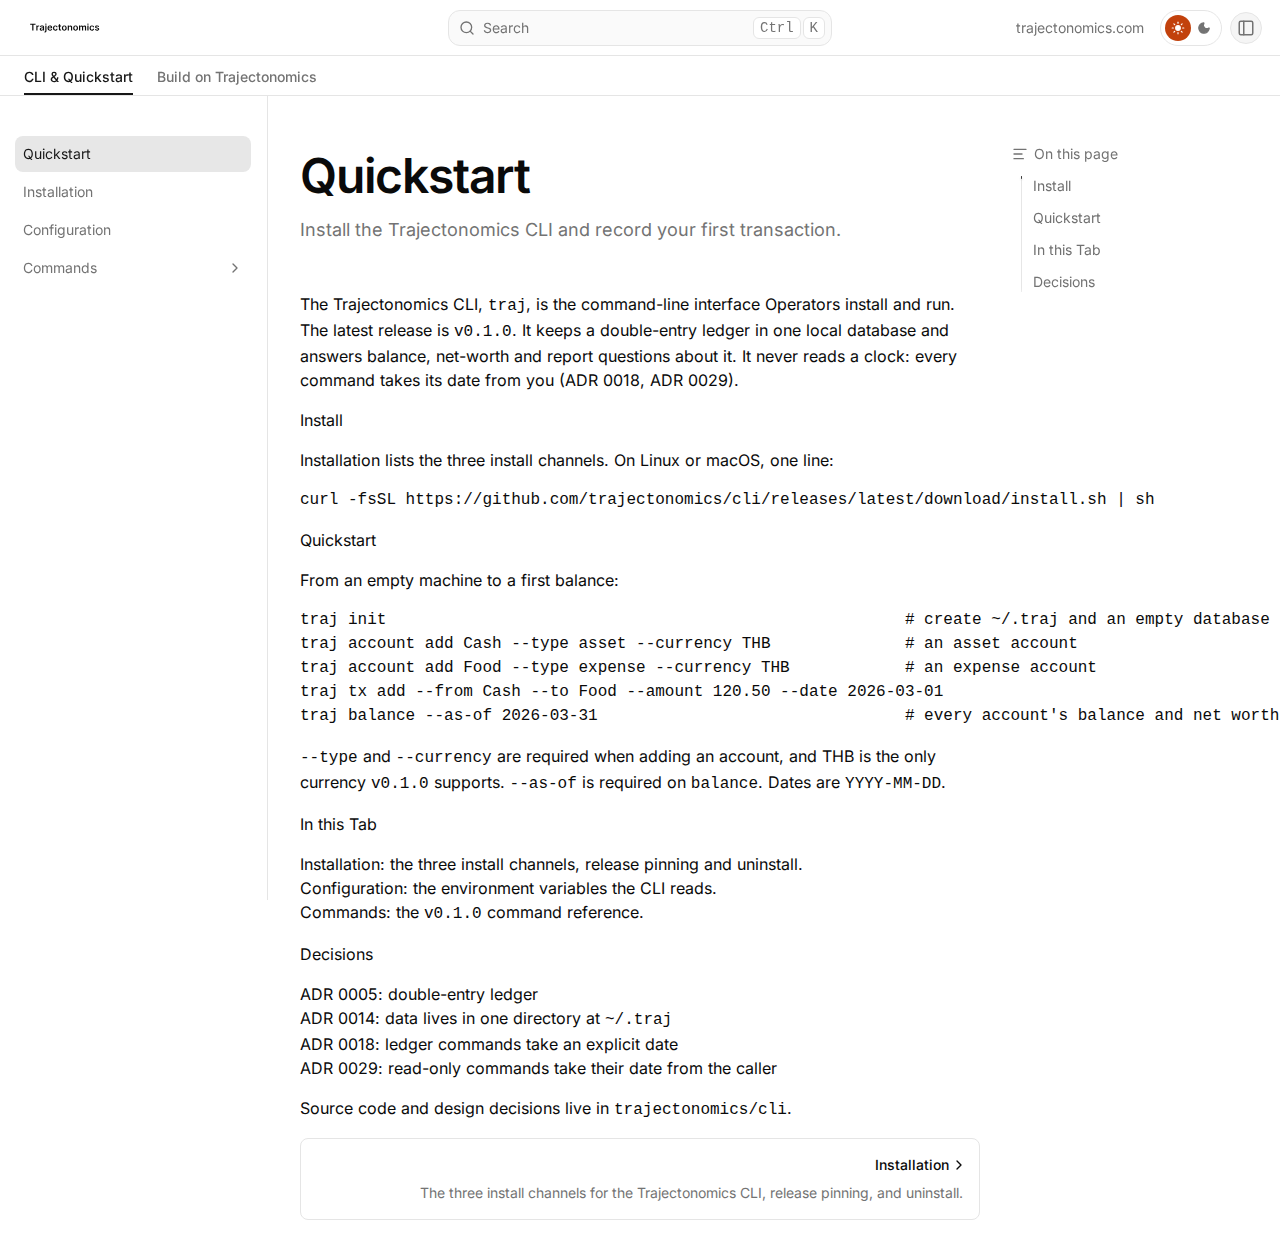 Trajectonomics
Search
Ctrl K
trajectonomics.com
CLI & Quickstart
Build on Trajectonomics
Quickstart
Installation
Configuration
Commands
Quickstart
Install the Trajectonomics CLI and record your first transaction.
The Trajectonomics CLI, traj, is the command-line interface Operators install and run.
The latest release is v0.1.0. It keeps a double-entry ledger in one local database and
answers balance, net-worth and report questions about it. It never reads a clock: every
command takes its date from you (ADR 0018, ADR 0029).
Install
Installation lists the three install channels. On Linux or macOS, one line:
curl -fsSL https://github.com/trajectonomics/cli/releases/latest/download/install.sh | sh
Quickstart
From an empty machine to a first balance:
traj init # create ~/.traj and an empty database
traj account add Cash --type asset --currency THB # an asset account
traj account add Food --type expense --currency THB # an expense account
traj tx add --from Cash --to Food --amount 120.50 --date 2026-03-01
traj balance --as-of 2026-03-31 # every account's balance and net worth
--type and --currency are required when adding an account, and THB is the only
currency v0.1.0 supports. --as-of is required on balance. Dates are YYYY-MM-DD.
In this Tab
Installation: the three install channels, release pinning and uninstall.
Configuration: the environment variables the CLI reads.
Commands: the v0.1.0 command reference.
Decisions
ADR 0005: double-entry ledger
ADR 0014: data lives in one directory at ~/.traj
ADR 0018: ledger commands take an explicit date
ADR 0029: read-only commands take their date from the caller
Source code and design decisions live in trajectonomics/cli.
Installation
The three install channels for the Trajectonomics CLI, release pinning, and uninstall.
On this page
Install
Quickstart
In this Tab
Decisions